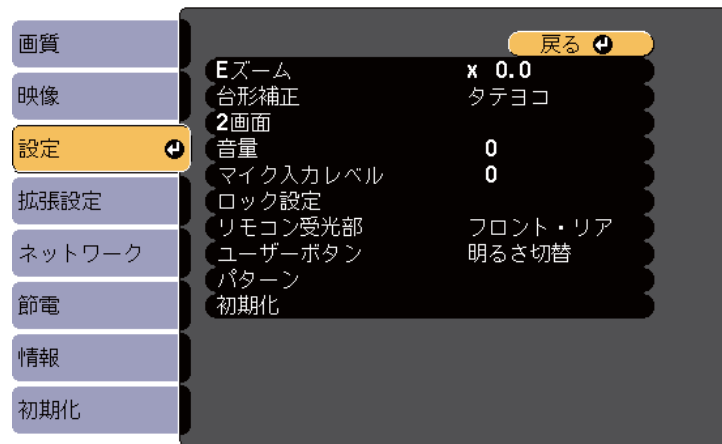 画質
映像
設定
拡張設定
ネットワーク
節電
情報
初期化
戻る
Eズーム x 0.0
台形補正 タテヨコ
2画面
音量 0
マイク入力レベル 0
ロック設定
リモコン受光部 フロント・リア
ユーザーボタン 明るさ切替
パターン
初期化